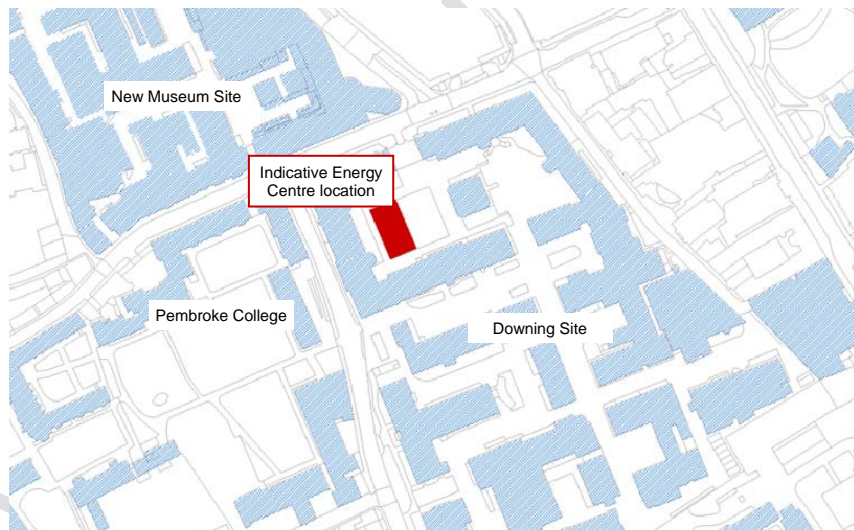 New Museum Site
Indicative Energy
Centre location
Pembroke College
Downing Site